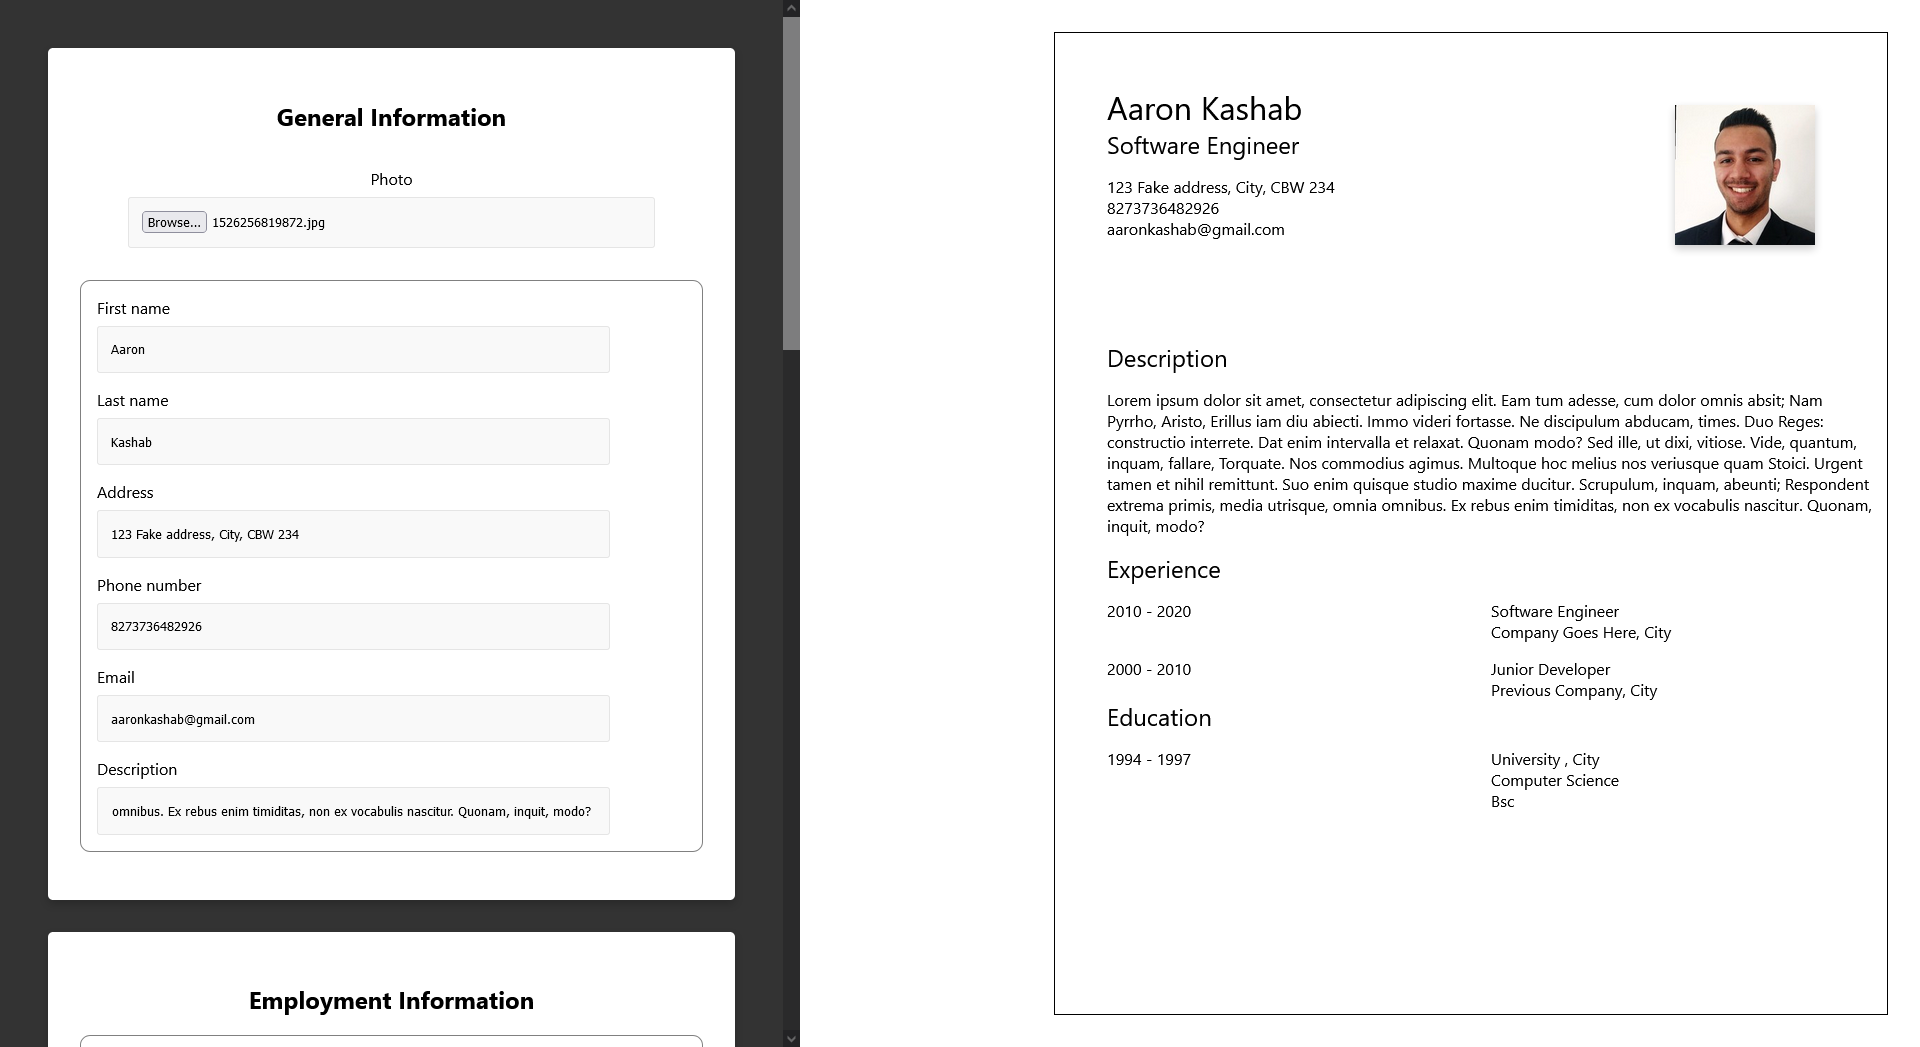 General Information
Photo
Browse... 1526256819872.jpg
First name
Aaron
Last name
Kashab
Address
123 Fake address, City, CBW 234
Phone number
8273736482926
Email
aaronkashab@gmail.com
Description
omnibus. Ex rebus enim timiditas, non ex vocabulis nascitur. Quonam, inquit, modo?
Employment Information
Aaron Kashab
Software Engineer
123 Fake address, City, CBW 234
8273736482926
aaronkashab@gmail.com
Description
Lorem ipsum dolor sit amet, consectetur adipiscing elit. Eam tum adesse, cum dolor omnis absit; Nam
Pyrrho, Aristo, Erillus iam diu abiecti. Immo videri fortasse. Ne discipulum abducam, times. Duo Reges:
constructio interrete. Dat enim intervalla et relaxat. Quonam modo? Sed ille, ut dixi, vitiose. Vide, quantum,
inquam, fallare, Torquate. Nos commodius agimus. Multoque hoc melius nos veriusque quam Stoici. Urgent
tamen et nihil remittunt. Suo enim quisque studio maxime ducitur. Scrupulum, inquam, abeunti; Respondent
extrema primis, media utrisque, omnia omnibus. Ex rebus enim timiditas, non ex vocabulis nascitur. Quonam,
inquit, modo?
Experience
2010 - 2020 Software Engineer
Company Goes Here, City
2000 - 2010 Junior Developer
Previous Company, City
Education
1994 - 1997 University , City
Computer Science
Bsc